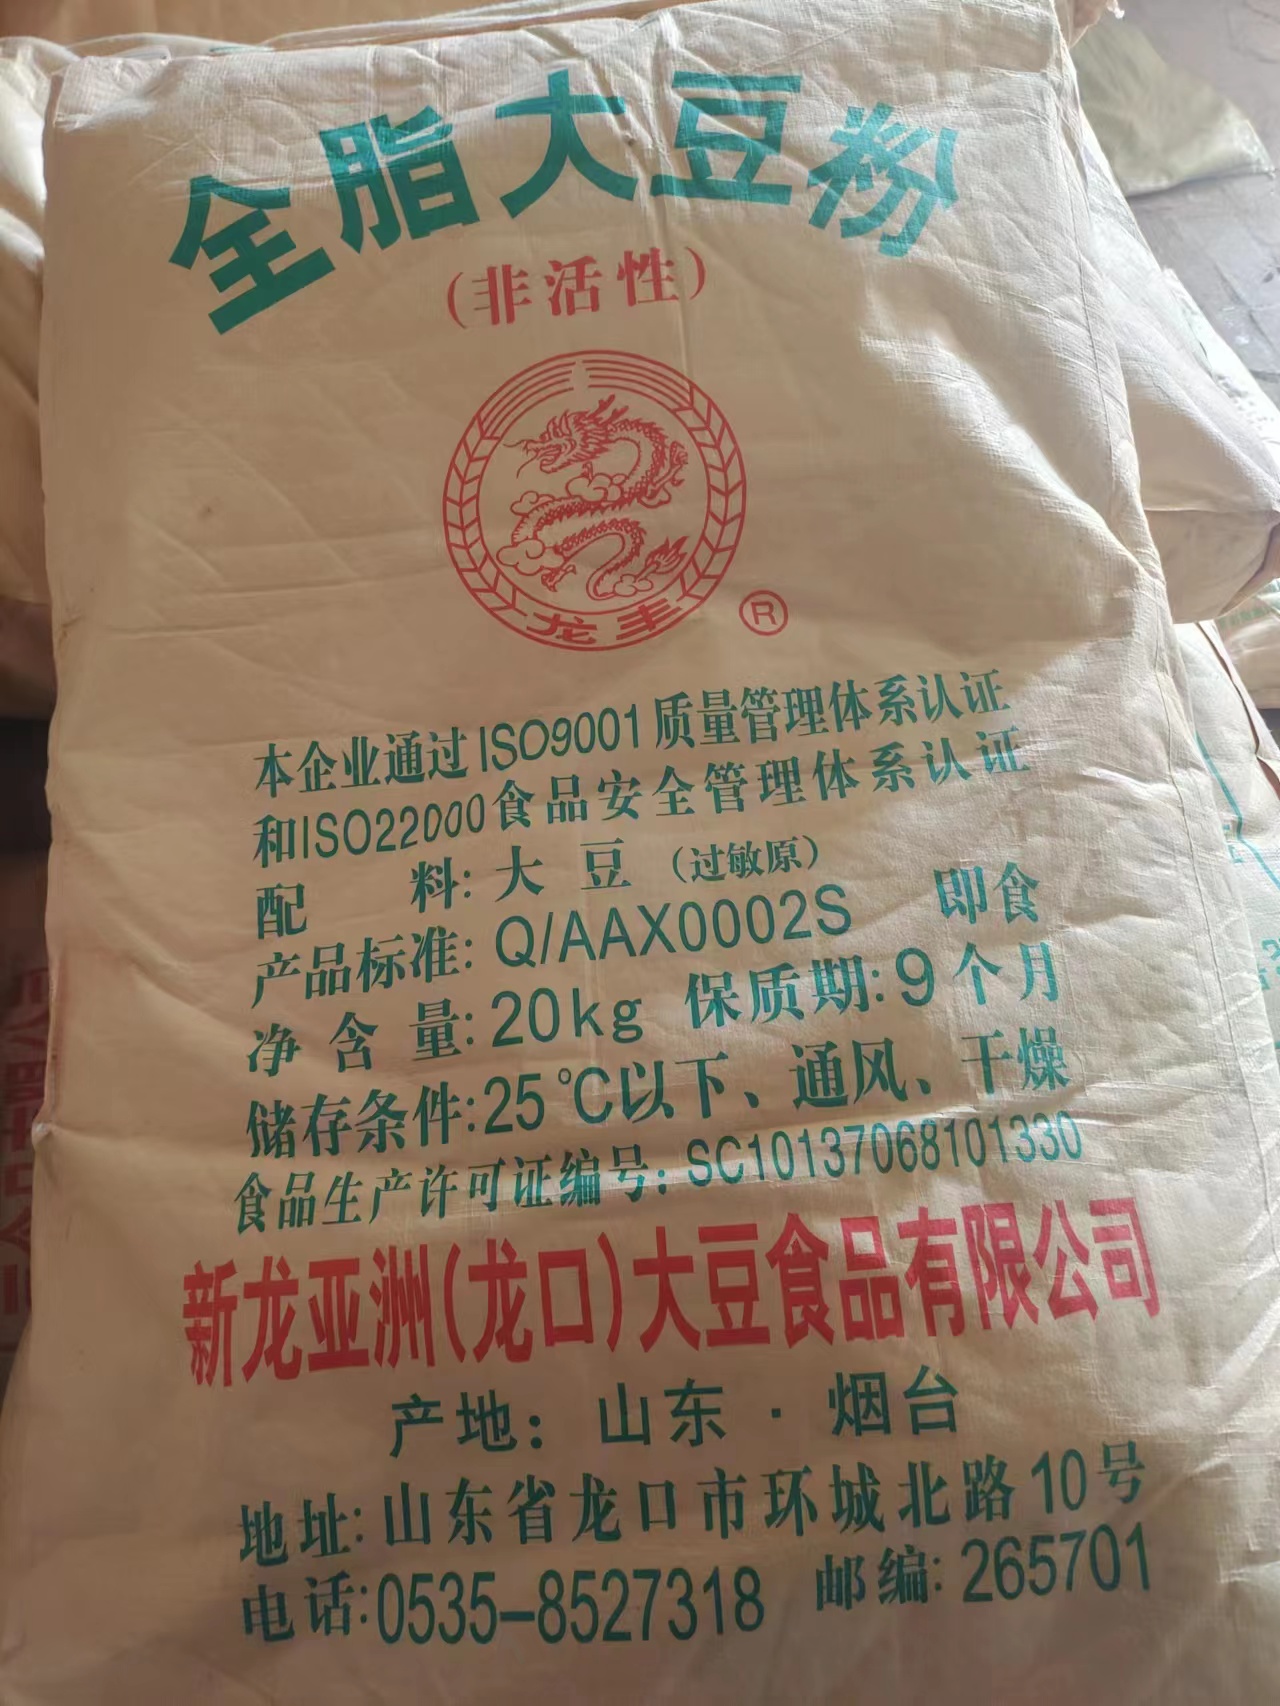 全脂大豆粉
(非活性)
龙丰
®
本企业通过ISO9001质量管理体系认证
和ISO22000食品安全管理体系认证
配 料: 大 豆 (过敏原)
产品标准: Q/AAX0002S 即食
净 含 量: 20kg 保质期: 9个月
储存条件: 25℃以下、通风、干燥
食品生产许可证编号: SC10137068101330
新龙亚洲(龙口)大豆食品有限公司
产地: 山东·烟台
地址: 山东省龙口市环城北路10号
电话: 0535-8527318 邮编: 265701